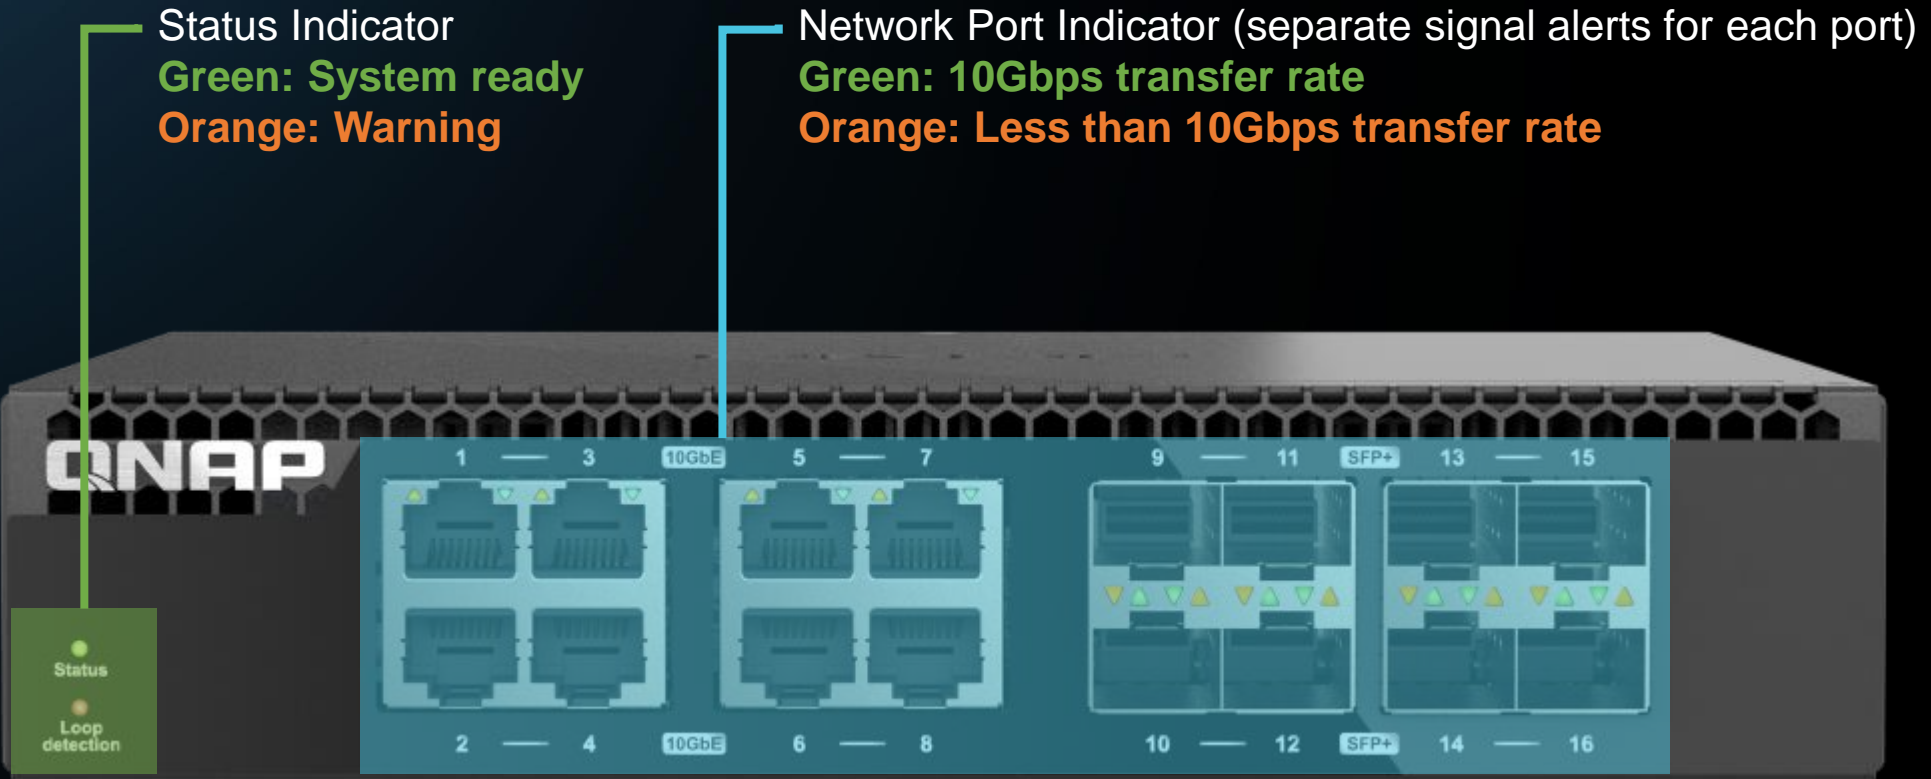 Status Indicator
Green: System ready
Orange: Warning
Network Port Indicator (separate signal alerts for each port)
Green: 10Gbps transfer rate
Orange: Less than 10Gbps transfer rate
QNAP
1 — 3 10GbE 5 — 7
9 — 11 SFP+ 13 — 15
Status
Loop
detection
2 — 4 10GbE 6 — 8
10 — 12 SFP+ 14 — 16